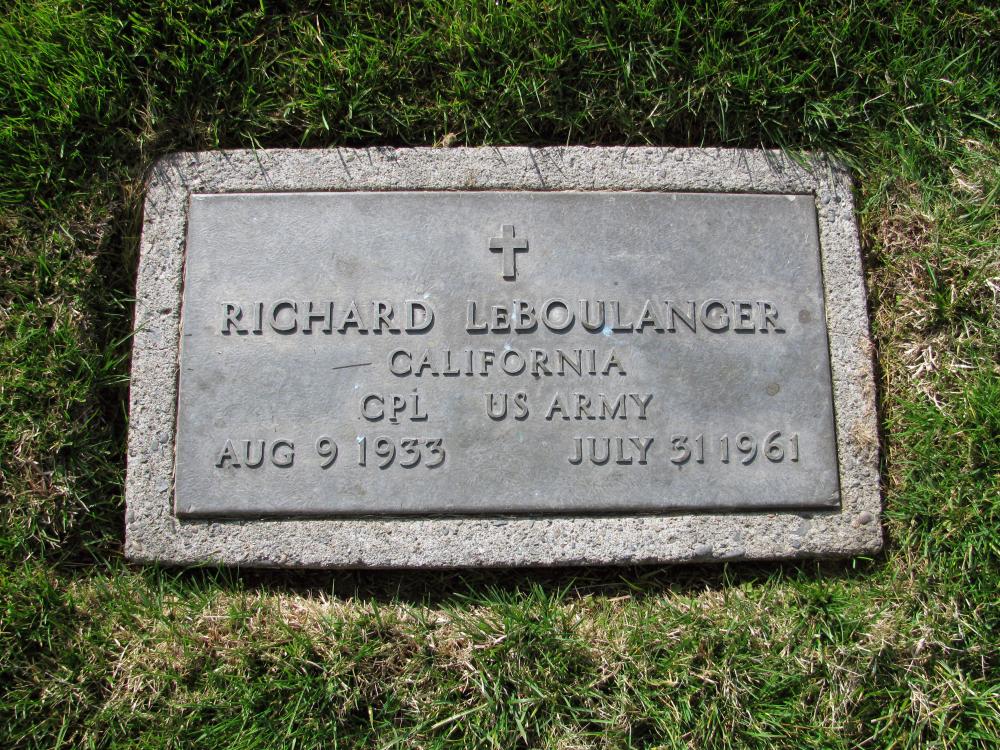 RICHARD LeBOULANGER
CALIFORNIA
CPL US ARMY
AUG 9 1933 JULY 31 1961